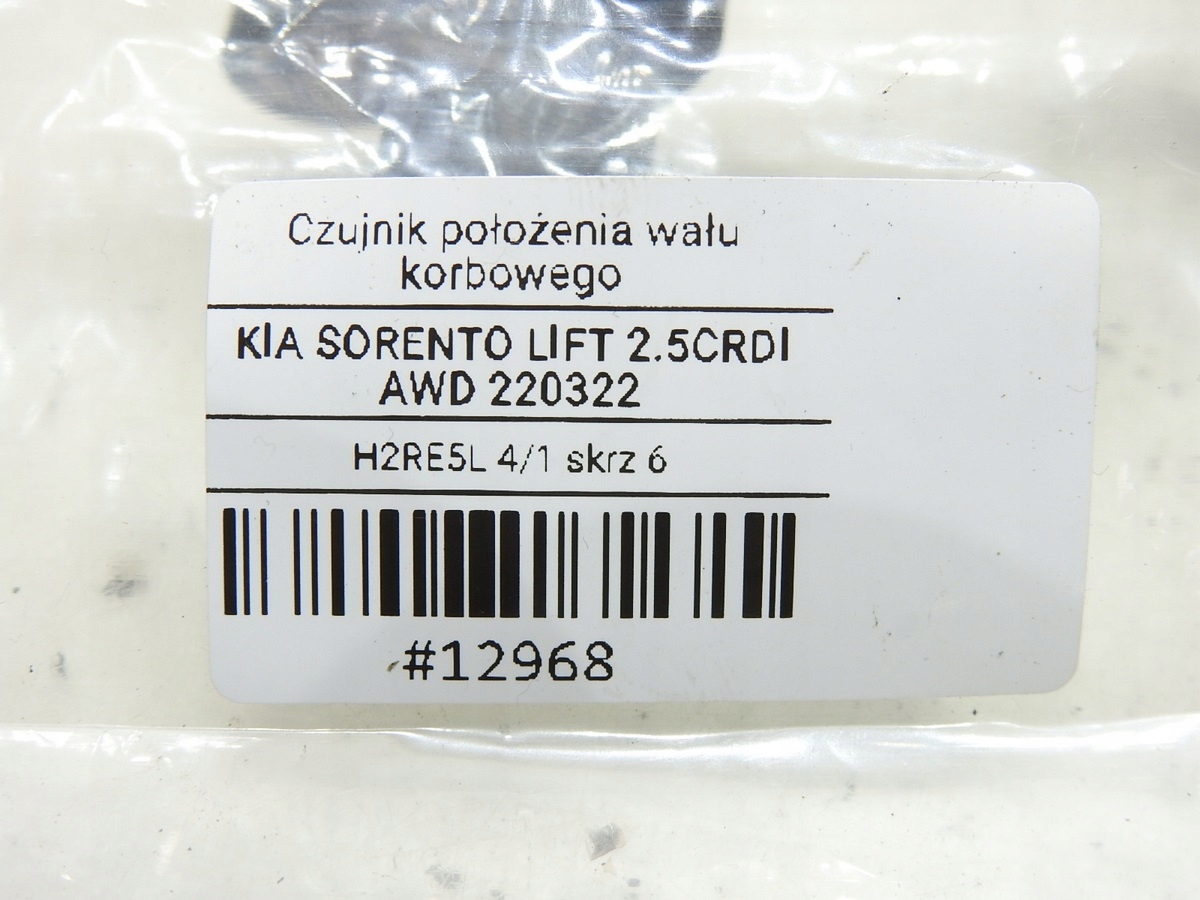 Czujnik położenia wału
korbowego
KIA SORENTO LIFT 2.5CRDI
AWD 220322
H2RE5L 4/1 skrz 6
#12968